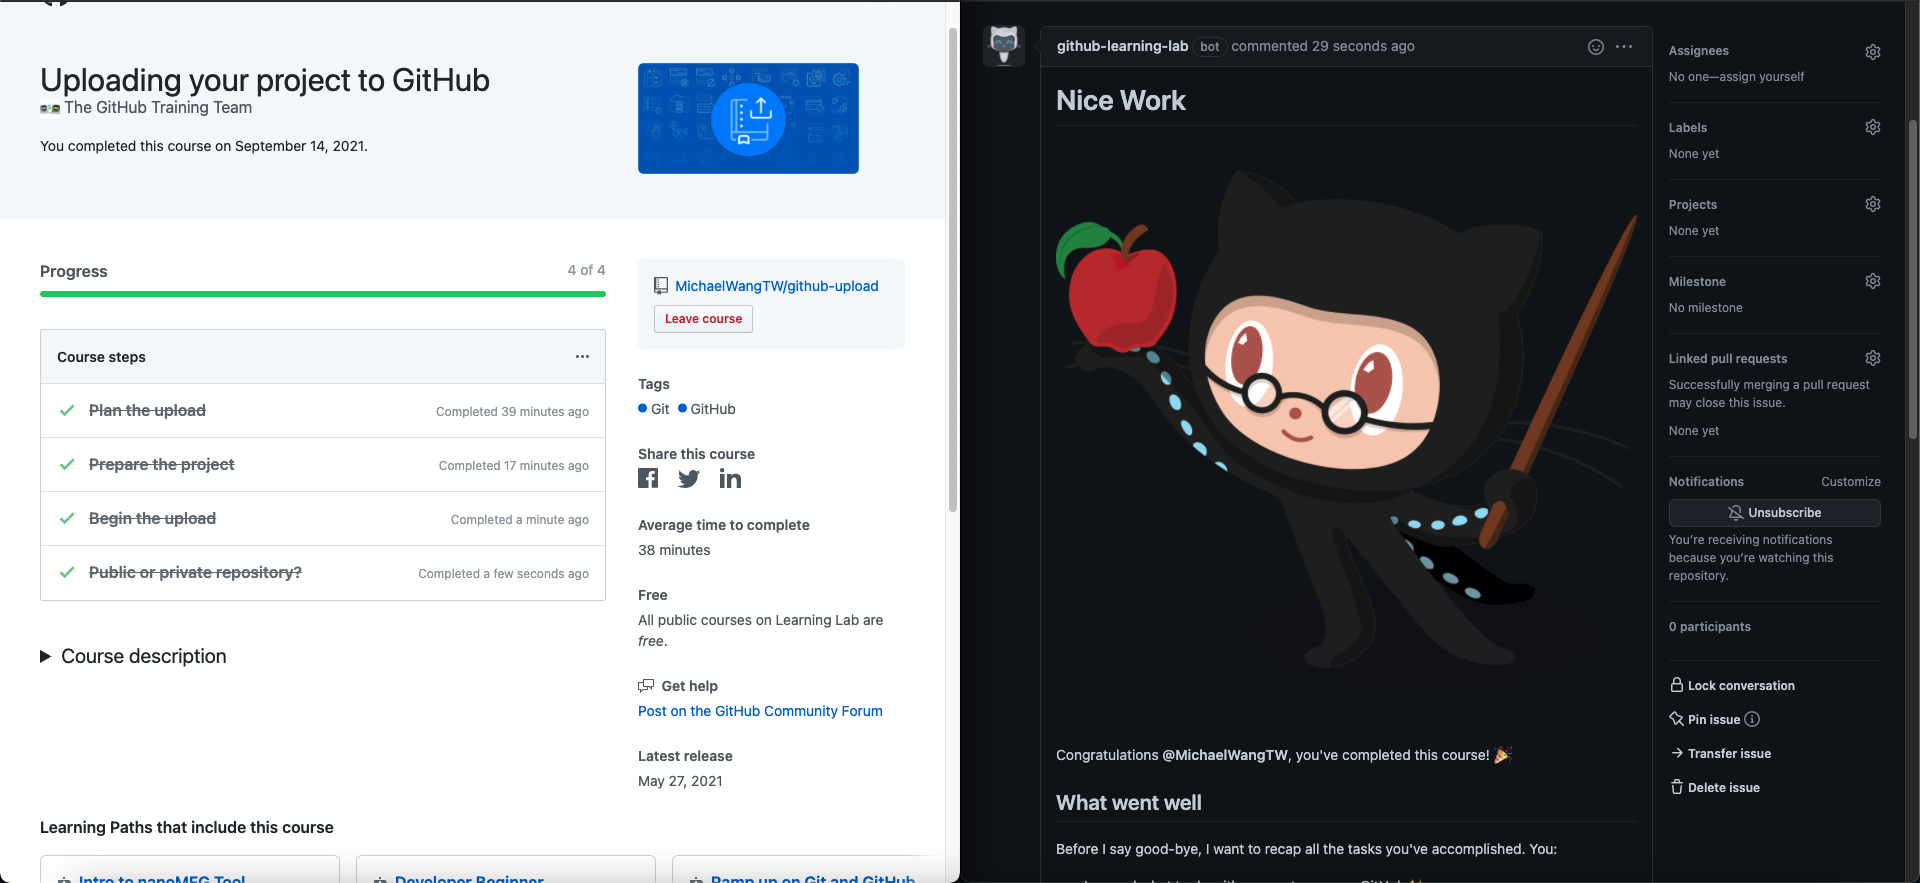 Uploading your project to GitHub
The GitHub Training Team
You completed this course on September 14, 2021.
Progress
4 of 4
Course steps
Plan the upload
Completed 39 minutes ago
Prepare the project
Completed 17 minutes ago
Begin the upload
Completed a minute ago
Public or private repository?
Completed a few seconds ago
Course description
MichaelWangTW/github-upload
Leave course
Tags
Git GitHub
Share this course
Average time to complete
38 minutes
Free
All public courses on Learning Lab are
free.
Get help
Post on the GitHub Community Forum
Latest release
May 27, 2021
Learning Paths that include this course
Intro to nanoMFG Tool
Developer Beginner
Ramp up on Git and GitHub
github-learning-lab bot commented 29 seconds ago
Nice Work
Congratulations @MichaelWangTW, you've completed this course! 🎉
What went well
Before I say good-bye, I want to recap all the tasks you've accomplished. You:
Assignees
No one—assign yourself
Labels
None yet
Projects
None yet
Milestone
No milestone
Linked pull requests
Successfully merging a pull request
may close this issue.
None yet
Notifications
Customize
Unsubscribe
You're receiving notifications
because you're watching this
repository.
0 participants
Lock conversation
Pin issue
Transfer issue
Delete issue